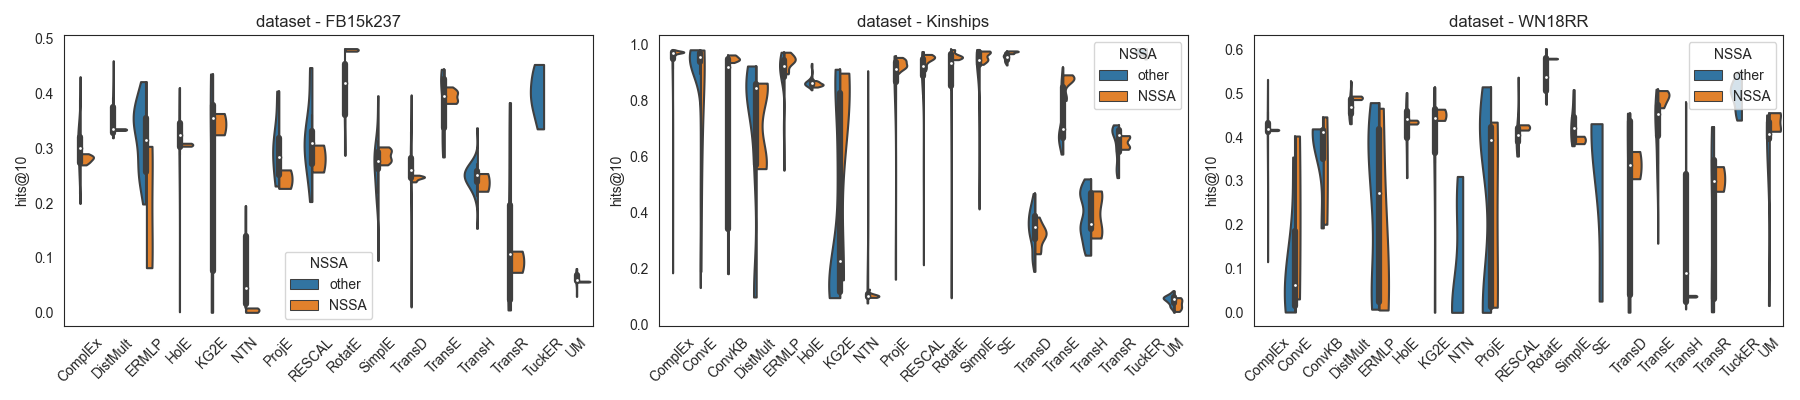 dataset - FB15k237
hits@10
0.5
0.4
0.3
0.2
0.1
0.0
NSSA
other
NSSA
ComplEx
DistMult
ERMLP
HolE
KG2E
NTN
ProjE
RESCAL
RotatE
SimplE
TransD
TransE
TransH
TransR
TuckER
UM
dataset - Kinships
hits@10
1.0
0.8
0.6
0.4
0.2
0.0
NSSA
other
NSSA
ComplEx
ConvE
ConvKB
DistMult
ERMLP
HolE
KG2E
NTN
ProjE
RESCAL
RotatE
SimplE
SE
TransD
TransE
TransH
TransR
TuckER
UM
dataset - WN18RR
hits@10
0.6
0.5
0.4
0.3
0.2
0.1
0.0
NSSA
other
NSSA
ComplEx
ConvE
ConvKB
DistMult
ERMLP
HolE
KG2E
NTN
ProjE
RESCAL
RotatE
SimplE
SE
TransD
TransE
TransH
TransR
TuckER
UM